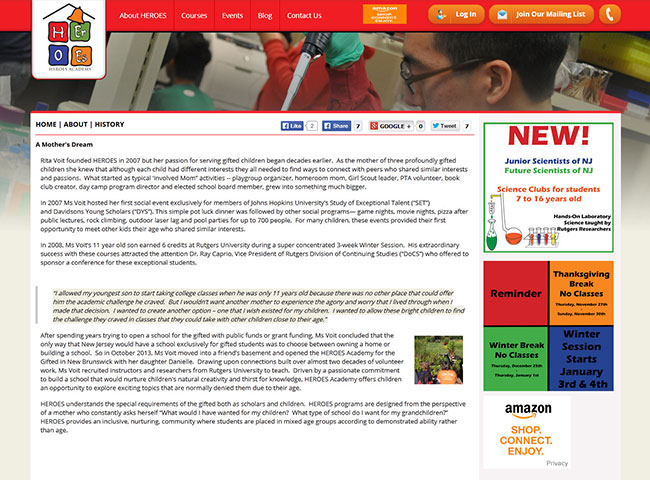 About HEROES
Courses
Events
Blog
Contact Us
amazon
SHOP.
CONNECT.
ENJOY.
Log In
Join Our Mailing List
H Er
O Es
HEROES ACADEMY
HOME | ABOUT | HISTORY
Like 2
Share 7
GOOGLE + 0
Tweet 7
A Mother's Dream
Rita Voit founded HEROES in 2007 but her passion for serving gifted children began decades earlier. As the mother of three profoundly gifted
children she knew that although each child had different interests they all needed to find ways to connect with peers who shared similar interests
and passions. What started as typical "involved Mom" activities -- playgroup organizer, homeroom mom, Girl Scout leader, PTA volunteer, book
club creator, day camp program director and elected school board member, grew into something much bigger.
In 2007 Ms Voit hosted her first social event exclusively for members of Johns Hopkins University's Study of Exceptional Talent ("SET")
and Davidsons Young Scholars ("DYS"). This simple pot luck dinner was followed by other social programs— game nights, movie nights, pizza after
public lectures, rock climbing, outdoor laser lag and pool parties for up to 700 people. For many children, these events provided their first
opportunity to meet other kids their age who shared similar interests.
In 2008, Ms Voit's 11 year old son earned 6 credits at Rutgers University during a super concentrated 3-week Winter Session. His extraordinary
success with these courses attracted the attention Dr. Ray Caprio, Vice President of Rutgers Division of Continuing Studies ("DoCS") who offered to
sponsor a conference for these exceptional students.
"I allowed my youngest son to start taking college classes when he was only 11 years old because there was no other place that could offer
him the academic challenge he craved. But I wouldn't want another mother to experience the agony and worry that I lived through when I
made that decision. I wanted to create another option – one that I wish existed for my children. I wanted to allow these bright children to find
the challenge they craved in classes that they could take with other children close to their age."
After spending years trying to open a school for the gifted with public funds or grant funding, Ms Voit concluded that the
only way that New Jersey would have a school exclusively for gifted students was to choose between owning a home or
building a school. So in October 2013, Ms Voit moved into a friend's basement and opened the HEROES Academy for the
Gifted in New Brunswick with her daughter Danielle. Drawing upon connections built over almost two decades of volunteer
work, Ms Voit recruited instructors and researchers from Rutgers University to teach. Driven by a passionate commitment
to build a school that would nurture children's natural creativity and thirst for knowledge, HEROES Academy offers children
an opportunity to explore exciting topics that are normally denied them due to their age.
HEROES understands the special requirements of the gifted both as scholars and children. HEROES programs are designed from the perspective
of a mother who constantly asks herself "What would I have wanted for my children? What type of school do I want for my grandchildren?"
HEROES provides an inclusive, nurturing, community where students are placed in mixed age groups according to demonstrated ability rather
than age.
NEW!
Junior Scientists of NJ
Future Scientists of NJ
Science Clubs for students
7 to 16 years old
Hands-On Laboratory
Science taught by
Rutgers Researchers
Reminder
Thanksgiving
Break
No Classes
Thursday, November 27th -
Sunday, November 30th
Winter Break
No Classes
Thursday, December 25th
Thursday, January 1st
Winter
Session
Starts
January
3rd & 4th
amazon
SHOP.
CONNECT.
ENJOY.
Privacy